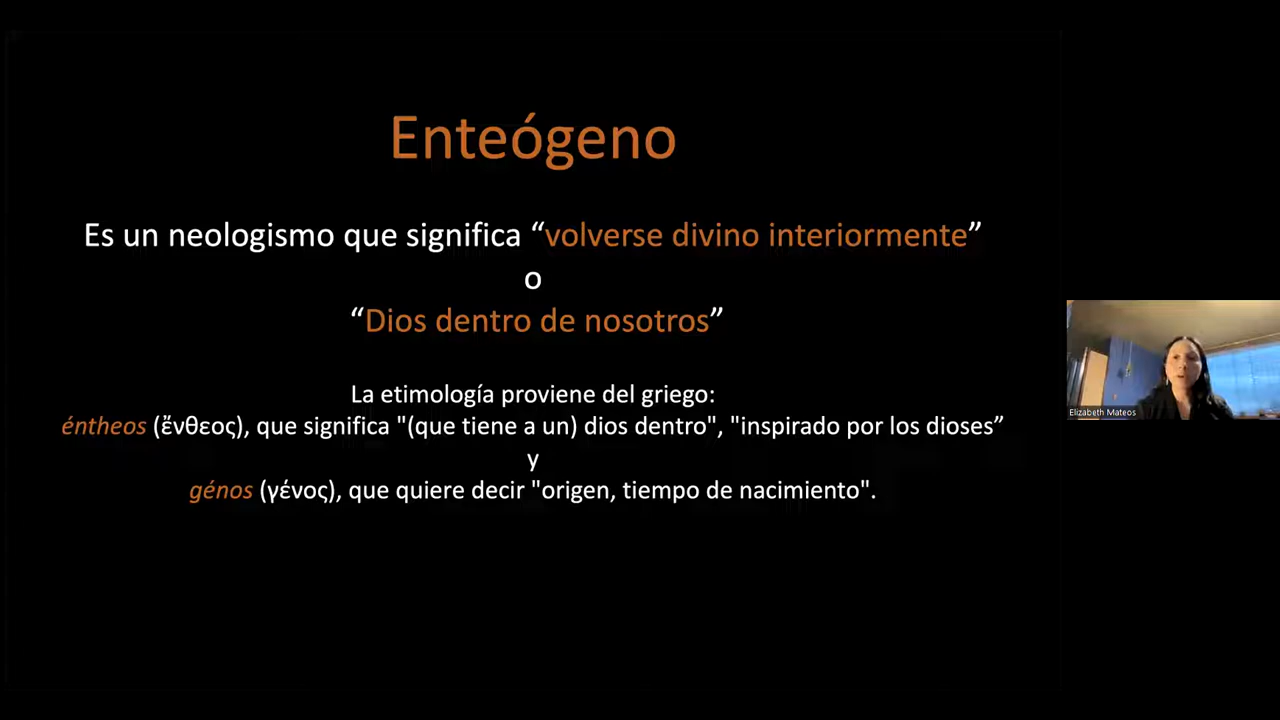 Enteógeno
Es un neologismo que significa “volverse divino interiormente”
o
“Dios dentro de nosotros”
La etimología proviene del griego:
éntheos (ἔνθεος), que significa "(que tiene a un) dios dentro", "inspirado por los dioses”
y
génos (γένος), que quiere decir "origen, tiempo de nacimiento".
Elizabeth Mateos